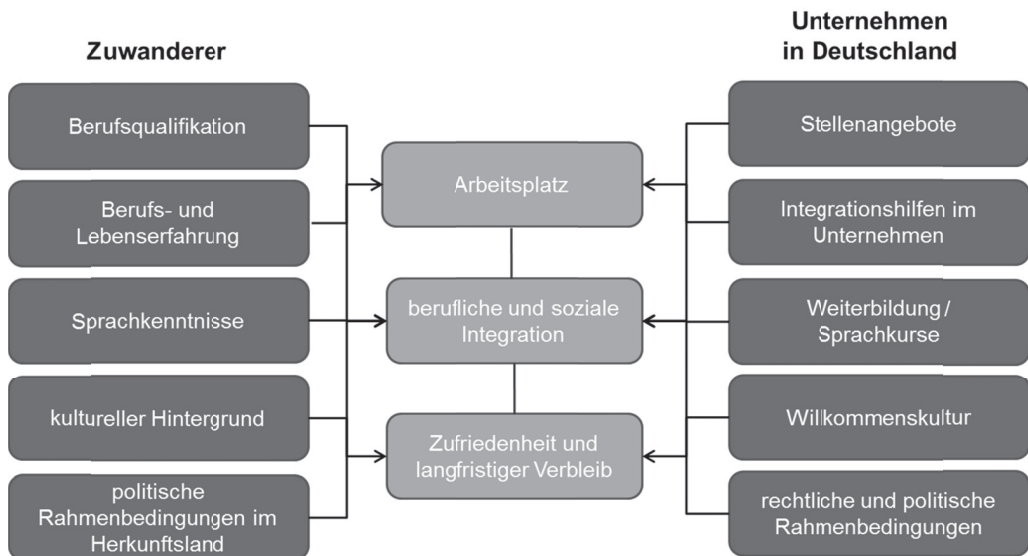 Zuwanderer
Berufsqualifikation
Berufs- und
Lebenserfahrung
Sprachkenntnisse
kultureller Hintergrund
politische
Rahmenbedingungen im
Herkunftsland
Arbeitsplatz
berufliche und soziale
Integration
Zufriedenheit und
langfristiger Verbleib
Unternehmen
in Deutschland
Stellenangebote
Integrationshilfen im
Unternehmen
Weiterbildung/
Sprachkurse
Willkommenskultur
rechtliche und politische
Rahmenbedingungen